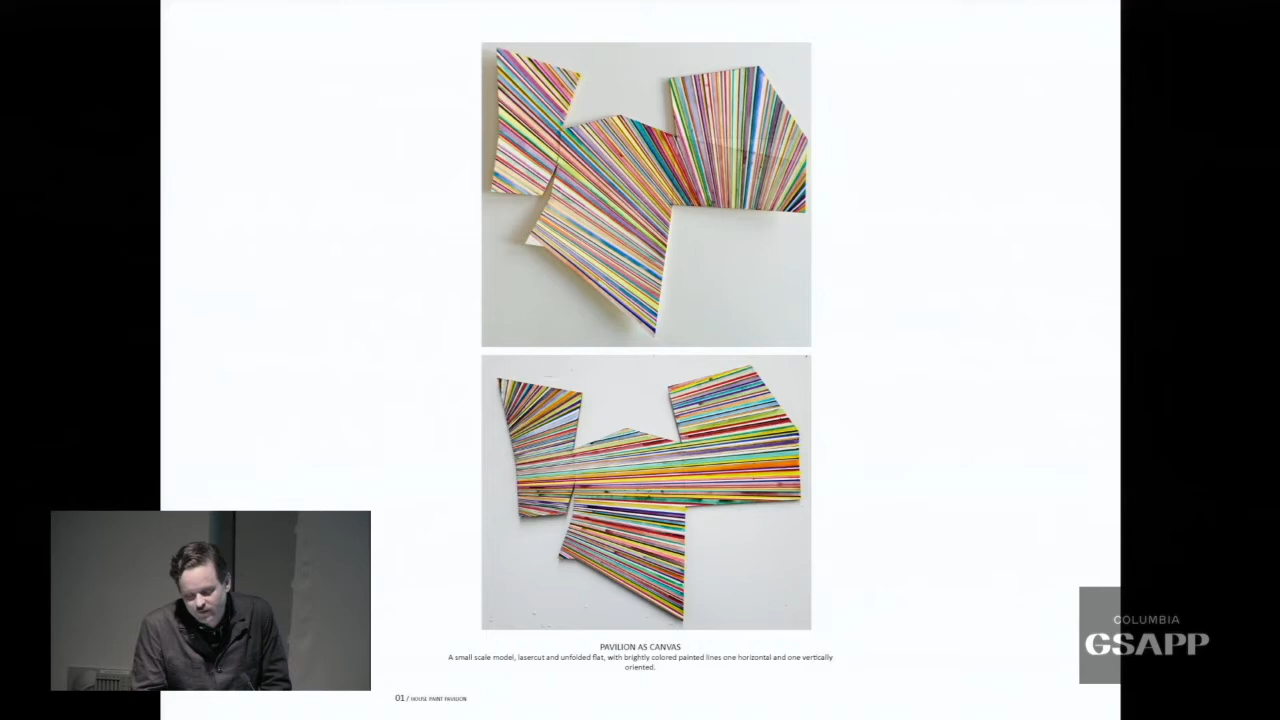 PAVILION AS CANVAS
A small scale model, lasercut and unfolded flat, with brightly colored painted lines one horizontal and one vertically
oriented.
01 / HOUSE PAINT PAVILION
COLUMBIA
GSAPP